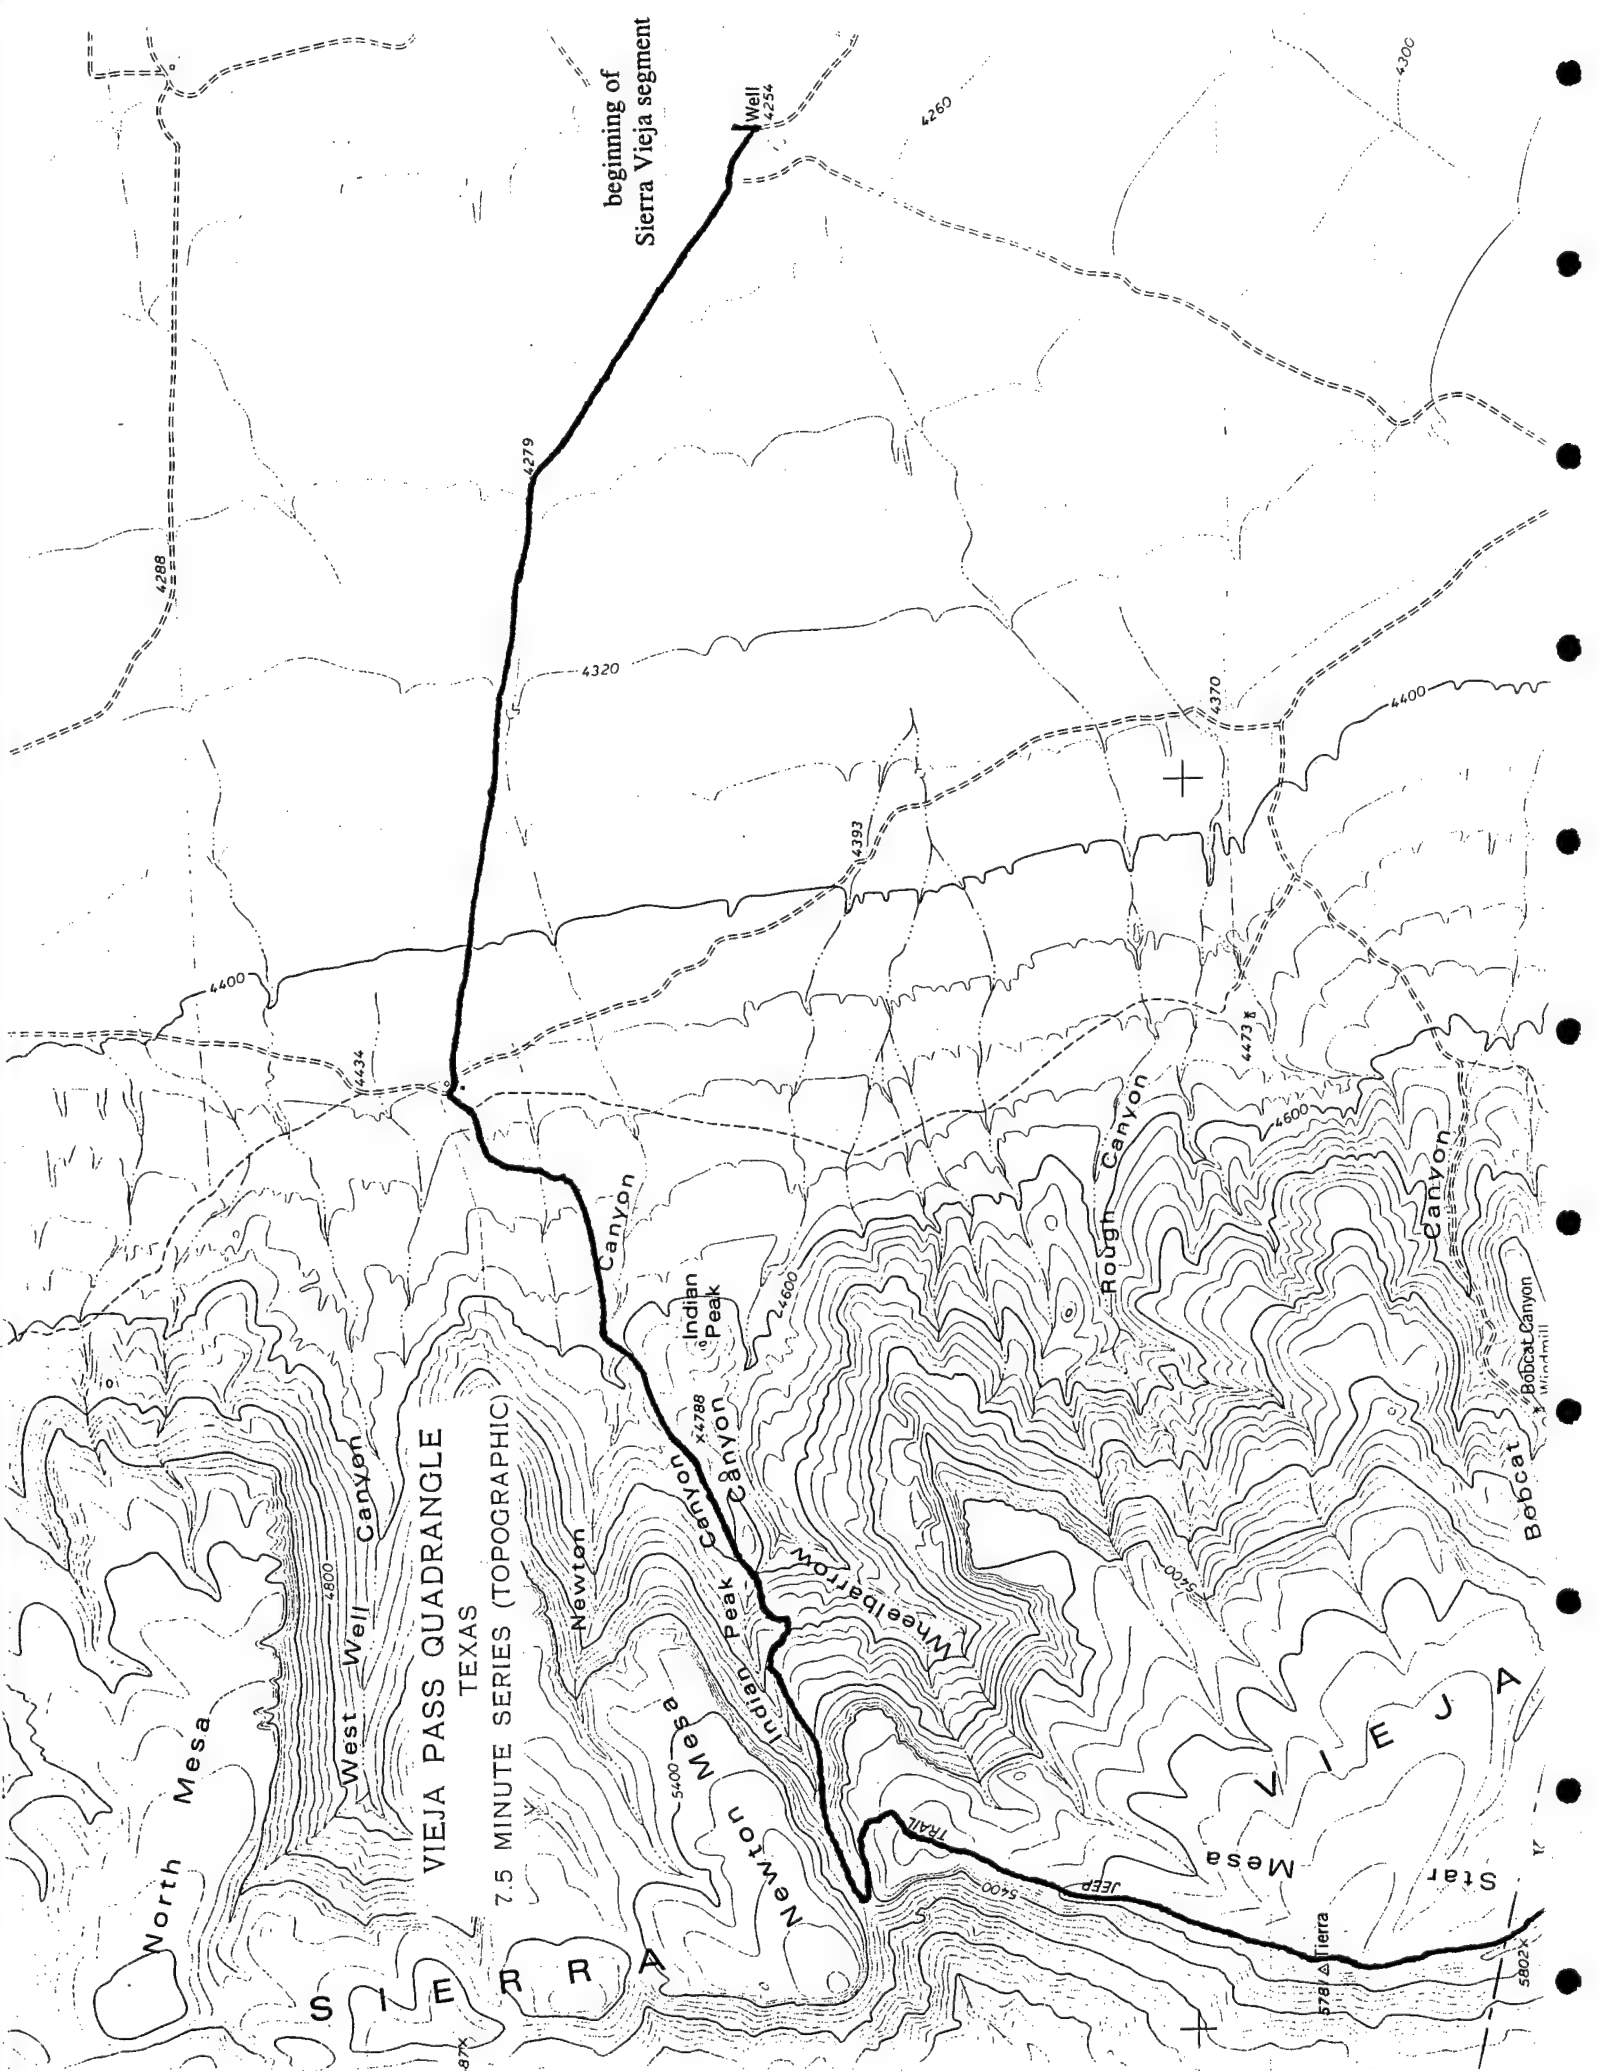 beginning of
Sierra Vieja segment
Well
4254
4260
4300
4279
4288
4320
4370
4400
4393
4400
4434
4473
Canyon
Rough Canyon
4600
Canyon
Indian
Peak
4600
Bobcat Canyon
Windmill
x4788
Bobcat
West Well Canyon
4800
VIEJA PASS QUADRANGLE
TEXAS
7.5 MINUTE SERIES (TOPOGRAPHIC)
Newton
Indian Peak Canyon
Wheelbarrow Canyon
5400
North Mesa
Newton Mesa
5400
JEEP TRAIL
5400
Star Mesa
SIERRA VIEJA
Tierra
5802x